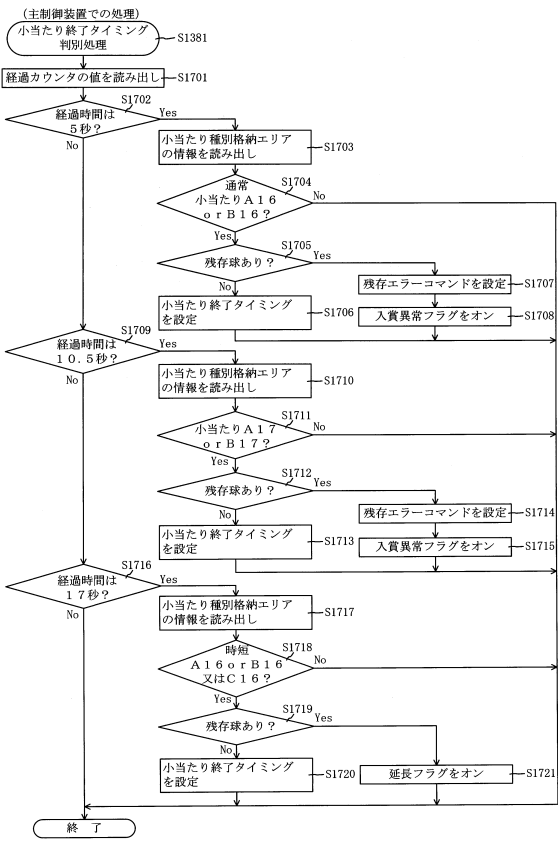 (主制御装置での処理)
小当たり終了タイミング
判別処理
S1381
経過カウンタの値を読み出し
S1701
経過時間は
5秒？
S1702
Yes
No
小当たり種別格納エリア
の情報を読み出し
S1703
通常
小当たりA16
orB16？
S1704
No
Yes
残存球あり？
S1705
Yes
No
残存エラーコマンドを設定
S1707
小当たり終了タイミング
を設定
S1706
入賞異常フラグをオン
S1708
経過時間は
10.5秒？
S1709
Yes
No
小当たり種別格納エリア
の情報を読み出し
S1710
小当たりA17
orB17？
S1711
No
Yes
残存球あり？
S1712
Yes
No
残存エラーコマンドを設定
S1714
小当たり終了タイミング
を設定
S1713
入賞異常フラグをオン
S1715
経過時間は
17秒？
S1716
Yes
No
小当たり種別格納エリア
の情報を読み出し
S1717
時短
A16orB16
又はC16？
S1718
No
Yes
残存球あり？
S1719
Yes
No
小当たり終了タイミング
を設定
S1720
延長フラグをオン
S1721
終了